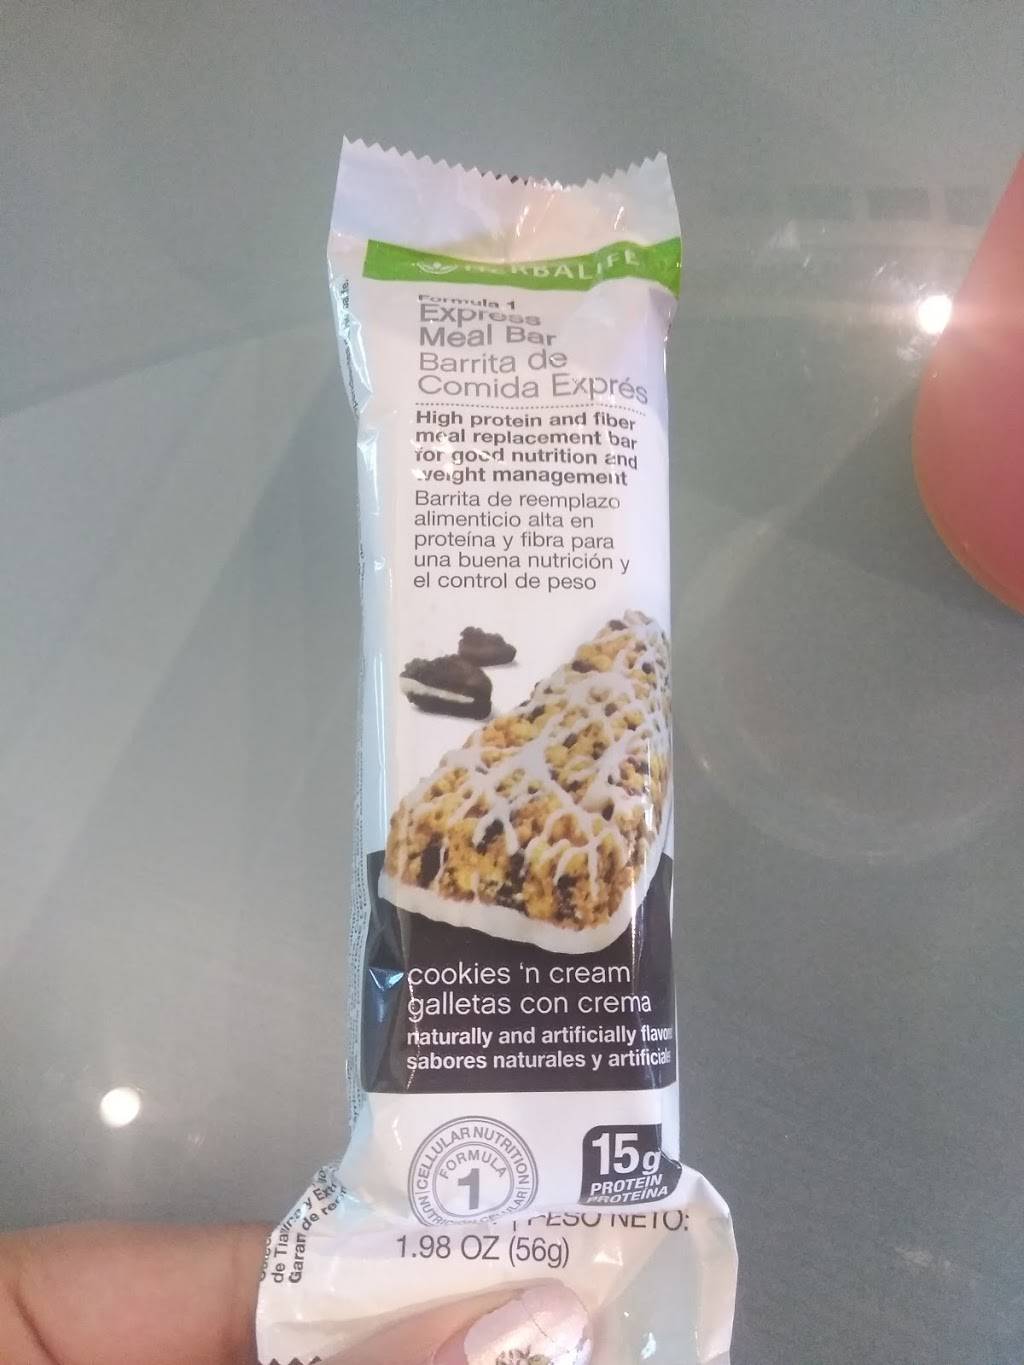 HERBALIFE
Formula 1
Express
Meal Bar
Barrita de
Comida Exprés
High protein and fiber
meal replacement bar
for good nutrition and
weight management
Barrita de reemplazo
alimenticio alta en
proteína y fibra para
una buena nutrición y
el control de peso
cookies 'n cream
galletas con crema
naturally and artificially
sabores naturales y
CELLULAR NUTRITION
FORMULA
1
15g
PROTEIN
PROTEÍNA
PESO NETO:
1.98 OZ (56g)